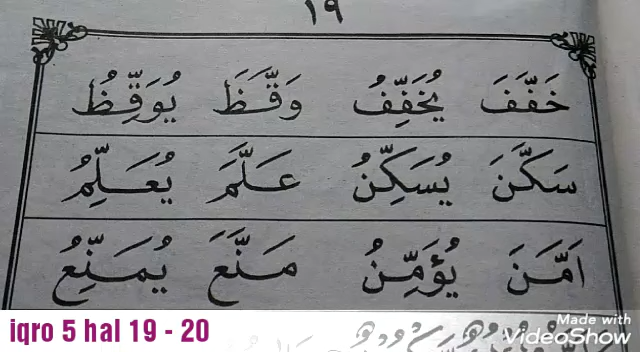 ١٩
خَفَّفَ يُخَفِّفُ وَقَّظَ يُوَقِّظُ
سَكَّنَ يُسَكِّنُ عَلَّمَ يُعَلِّمُ
اَمَّنَ يُؤَمِّنُ مَنَّعَ يُمَنِّعُ
iqro 5 hal 19 - 20
Made with
VideoShow